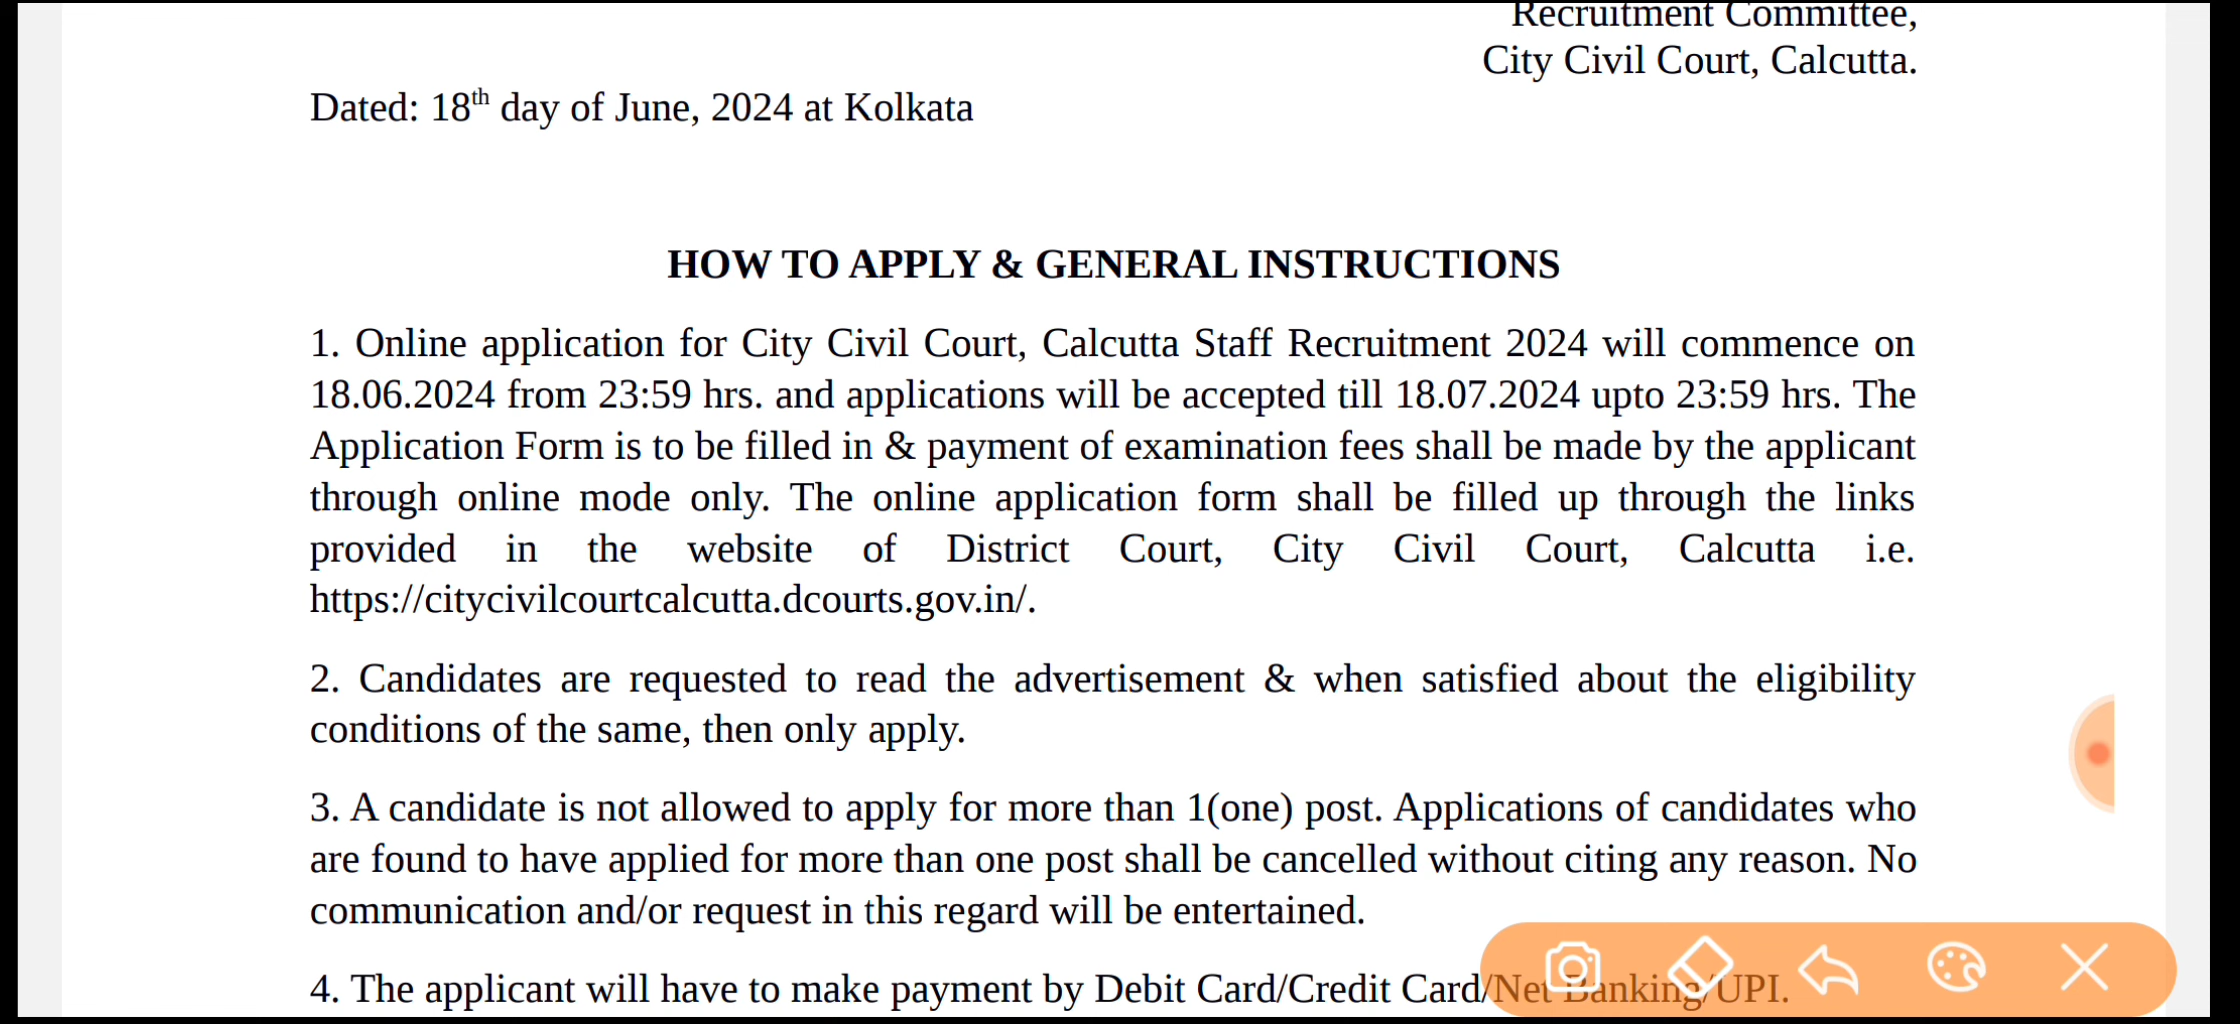 Recruitment Committee,
City Civil Court, Calcutta.
Dated: 18th day of June, 2024 at Kolkata
HOW TO APPLY & GENERAL INSTRUCTIONS
1. Online application for City Civil Court, Calcutta Staff Recruitment 2024 will commence on
18.06.2024 from 23:59 hrs. and applications will be accepted till 18.07.2024 upto 23:59 hrs. The
Application Form is to be filled in & payment of examination fees shall be made by the applicant
through online mode only. The online application form shall be filled up through the links
provided in the website of District Court, City Civil Court, Calcutta i.e.
https://citycivilcourtcalcutta.dcourts.gov.in/.
2. Candidates are requested to read the advertisement & when satisfied about the eligibility
conditions of the same, then only apply.
3. A candidate is not allowed to apply for more than 1(one) post. Applications of candidates who
are found to have applied for more than one post shall be cancelled without citing any reason. No
communication and/or request in this regard will be entertained.
4. The applicant will have to make payment by Debit Card/Credit Card/Net Banking/UPI.